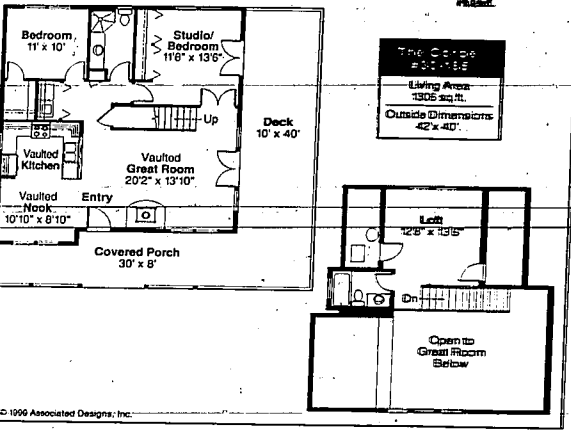 Bedroom
11' x 10'
Studio/
Bedroom
11'6" x 13'6"
Up
Deck
10' x 40'
Vaulted
Kitchen
Vaulted
Great Room
20'2" x 13'10"
Vaulted
Nook
10'10" x 8'10"
Entry
Covered Porch
30' x 8'
Living Area
1305 sq.ft.
Outside Dimensions
42' x 40'
Loft
12'8" x 13'6"
Dn
Open to
Great Room
Below
© 1999 Associated Designs, Inc.